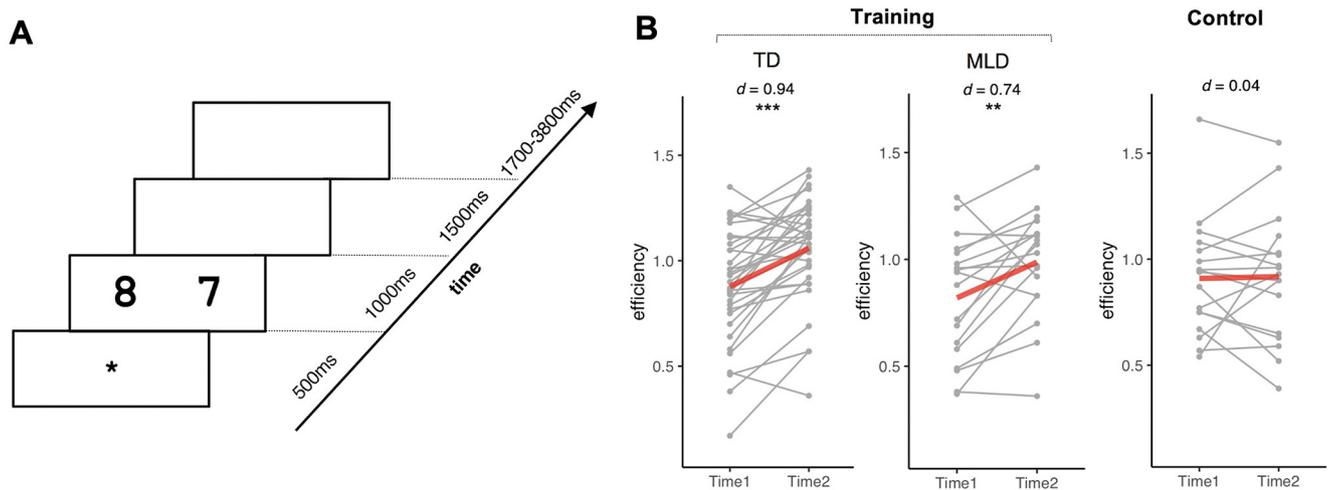 A
*
8 7
500ms
1000ms
1500ms
1700-3800ms
time
B
Training
TD
d = 0.94
***
efficiency
1.5
1.0
0.5
Time1 Time2
MLD
d = 0.74
**
efficiency
1.5
1.0
0.5
Time1 Time2
Control
d = 0.04
efficiency
1.5
1.0
0.5
Time1 Time2